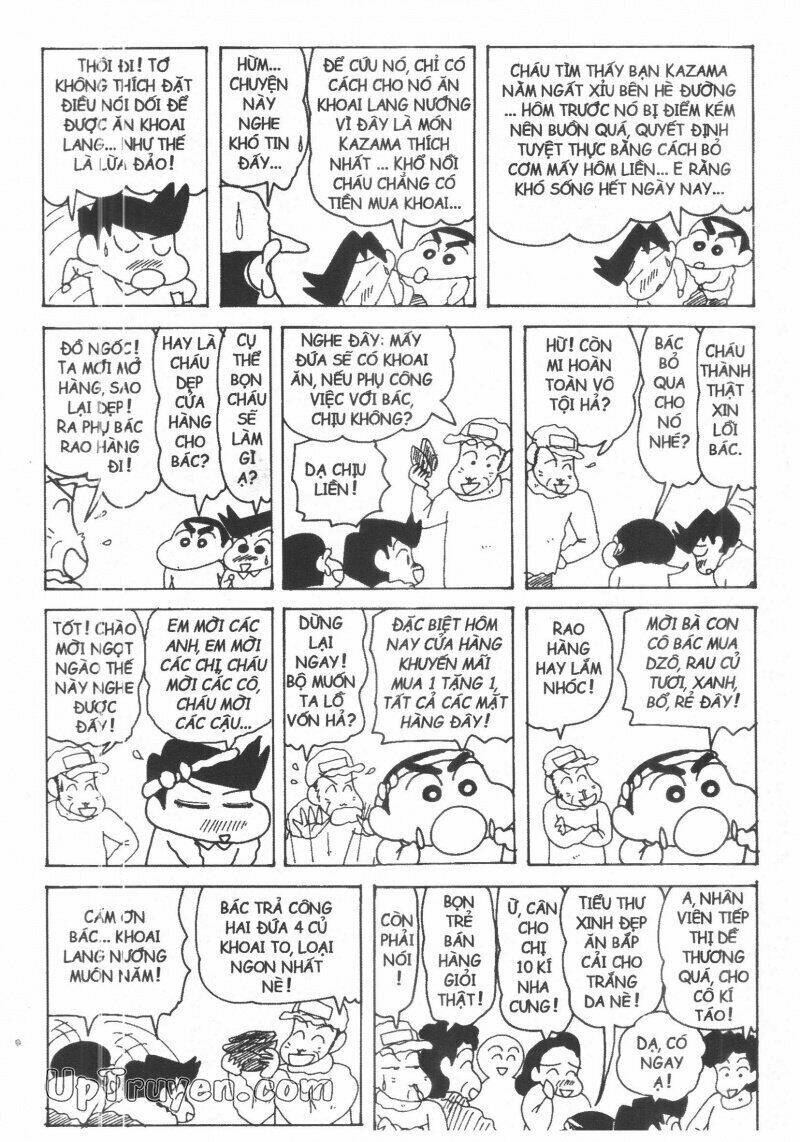 CHÁU TÌM THẤY BẠN KAZAMA
NẰM NGẤT XỈU BÊN HÈ ĐƯỜNG
... HÔM TRƯỚC NÓ BỊ ĐIỂM KÉM
NÊN BUỒN QUÁ, QUYẾT ĐỊNH
TUYỆT THỰC BẰNG CÁCH BỎ
CƠM MẤY HÔM LIỀN... E RẰNG
KHÓ SỐNG HẾT NGÀY NAY...
ĐỂ CỨU NÓ, CHỈ CÓ
CÁCH CHO NÓ ĂN
KHOAI LANG NƯỚNG
VÌ ĐÂY LÀ MÓN
KAZAMA THÍCH
NHẤT ... KHỔ NỖI
CHÁU CHẲNG CÓ
TIỀN MUA KHOAI...
HỪM...
CHUYỆN
NÀY
NGHE
KHÓ TIN
ĐẤY...
THÔI ĐI! TỚ
KHÔNG THÍCH ĐẶT
ĐIỀU NÓI DỐI ĐỂ
ĐƯỢC ĂN KHOAI
LANG... NHƯ THẾ
LÀ LỪA ĐẢO!
CHÁU
THÀNH
THẬT
XIN
LỖI
BÁC.
BÁC
BỎ
QUA
CHO
NÓ
NHÉ?
HỪ! CÒN
MI HOÀN
TOÀN VÔ
TỘI HẢ?
NGHE ĐÂY: MẤY
ĐỨA SẼ CÓ KHOAI
ĂN, NẾU PHỤ CÔNG
VIỆC VỚI BÁC,
CHỊU KHÔNG?
DẠ CHỊU
LIỀN!
CỤ
THỂ
BỌN
CHÁU
SẼ
LÀM
GÌ
Ạ?
HAY LÀ
CHÁU
DẸP
CỬA
HÀNG
CHO
BÁC?
ĐỒ NGỐC!
TA MỚI MỞ
HÀNG, SAO
LẠI DẸP!
RA PHỤ BÁC
RAO HÀNG
ĐI!
MỜI BÀ CON
CÔ BÁC MUA
DZÔ, RAU CỦ
TƯƠI, XANH,
BỔ, RẺ ĐÂY!
RAO
HÀNG
HAY LẮM
NHÓC!
ĐẶC BIỆT HÔM
NAY CỬA HÀNG
KHUYẾN MÃI
MUA 1 TẶNG 1,
TẤT CẢ CÁC MẶT
HÀNG ĐÂY!
DỪNG
LẠI
NGAY!
BỘ MUỐN
TA LỖ
VỐN HẢ?
EM MỜI CÁC
ANH, EM MỜI
CÁC CHỊ, CHÁU
MỜI CÁC CÔ,
CHÁU MỜI
CÁC CẬU...
TỐT! CHÀO
MỜI NGỌT
NGÀO THẾ
NÀY NGHE
ĐƯỢC
ĐẤY!
A, NHÂN
VIÊN TIẾP
THỊ DỄ
THƯƠNG
QUÁ, CHO
CÔ KÍ
TÁO!
DẠ, CÓ
NGAY
Ạ!
TIỂU THƯ
XINH ĐẸP
ĂN BẮP
CẢI CHO
TRẮNG
DA NÈ!
Ừ, CÂN
CHO
CHỊ
10 KÍ
NHA
CƯNG!
BỌN
TRẺ
BÁN
HÀNG
GIỎI
THẬT!
CÒN
PHẢI
NÓI
!
BÁC TRẢ CÔNG
HAI ĐỨA 4 CỦ
KHOAI TO, LOẠI
NGON NHẤT
NÈ!
CẢM ƠN
BÁC... KHOAI
LANG NƯỚNG
MUÔN NĂM!
UpTruyen.com